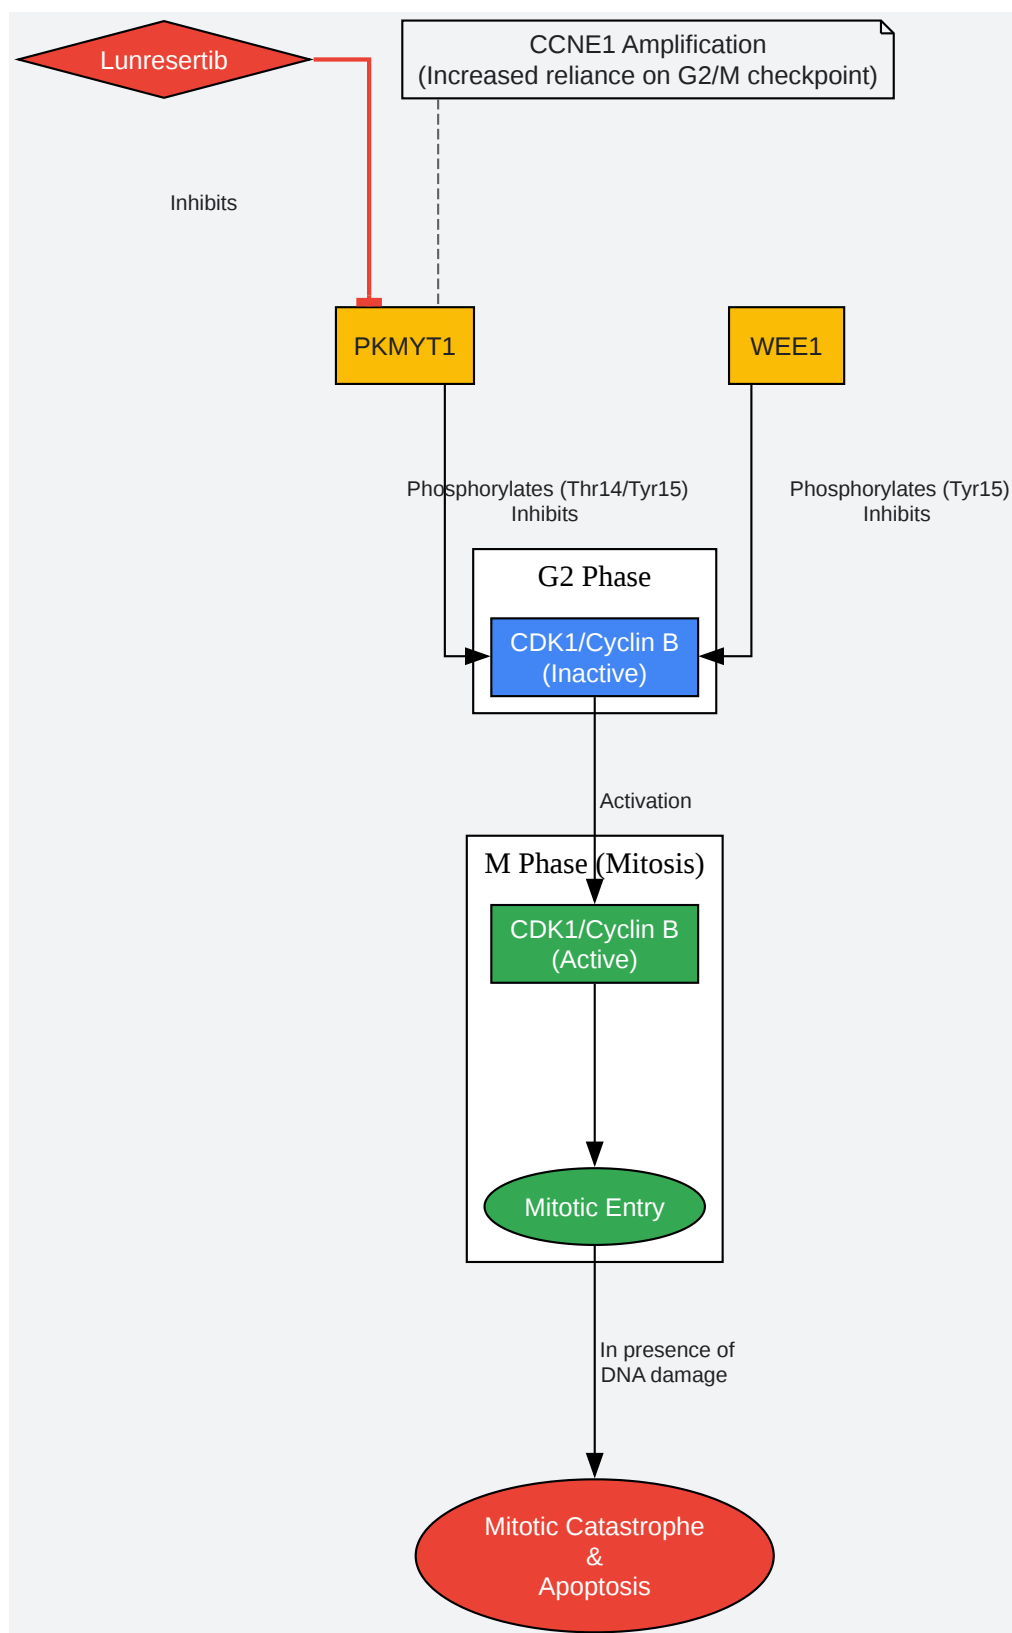 Lunresertib
CCNE1 Amplification
(Increased reliance on G2/M checkpoint)
Inhibits
PKMYT1
WEE1
Phosphorylates (Thr14/Tyr15)
Inhibits
Phosphorylates (Tyr15)
Inhibits
G2 Phase
CDK1/Cyclin B
(Inactive)
Activation
M Phase (Mitosis)
CDK1/Cyclin B
(Active)
Mitotic Entry
In presence of
DNA damage
Mitotic Catastrophe
&
Apoptosis